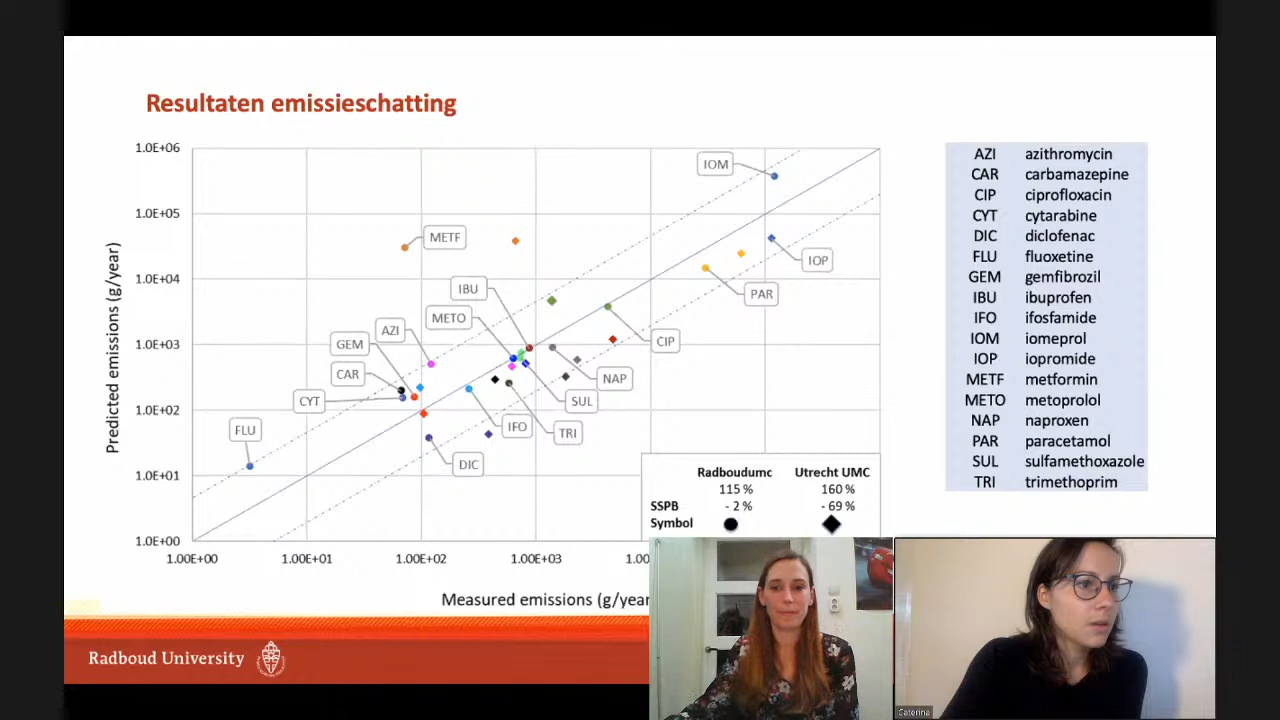 Resultaten emissieschatting
1.0E+06
1.0E+05
1.0E+04
1.0E+03
1.0E+02
1.0E+01
1.0E+00
Predicted emissions (g/year)
IOM
METF
IOP
IBU
PAR
METO
AZI
GEM
CIP
CAR
NAP
CYT
SUL
FLU
IFO
TRI
DIC
Radboudumc Utrecht UMC
115 % 160 %
SSPB - 2 % - 69 %
Symbol
1.00E+00 1.00E+01 1.00E+02 1.00E+03 1.00
Measured emissions (g/year
AZI azithromycin
CAR carbamazepine
CIP ciprofloxacin
CYT cytarabine
DIC diclofenac
FLU fluoxetine
GEM gemfibrozil
IBU ibuprofen
IFO ifosfamide
IOM iomeprol
IOP iopromide
METF metformin
METO metoprolol
NAP naproxen
PAR paracetamol
SUL sulfamethoxazole
TRI trimethoprim
Radboud University
Caterina